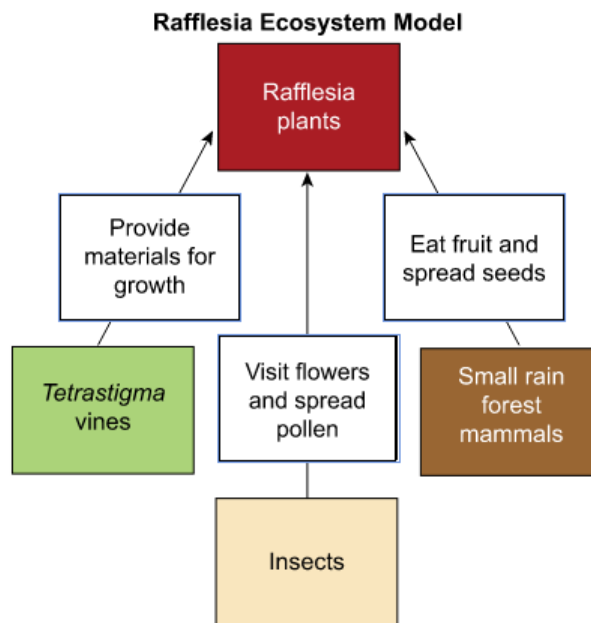 Rafflesia Ecosystem Model
Rafflesia
plants
Provide
materials for
growth
Eat fruit and
spread seeds
Visit flowers
and spread
pollen
Tetrastigma
vines
Small rain
forest
mammals
Insects